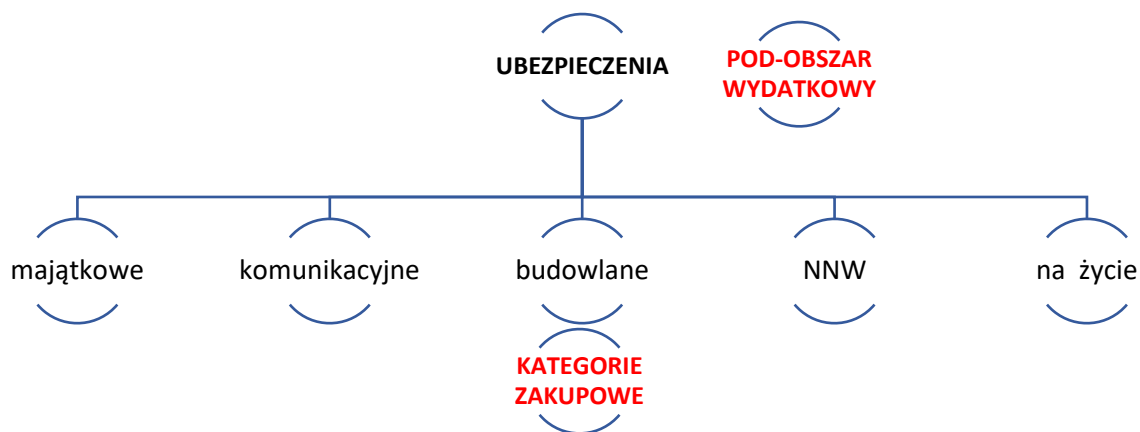 UBEZPIECZENIA
POD-OBSZAR
WYDATKOWY
majątkowe
komunikacyjne
budowlane
NNW
na życie
KATEGORIE
ZAKUPOWE